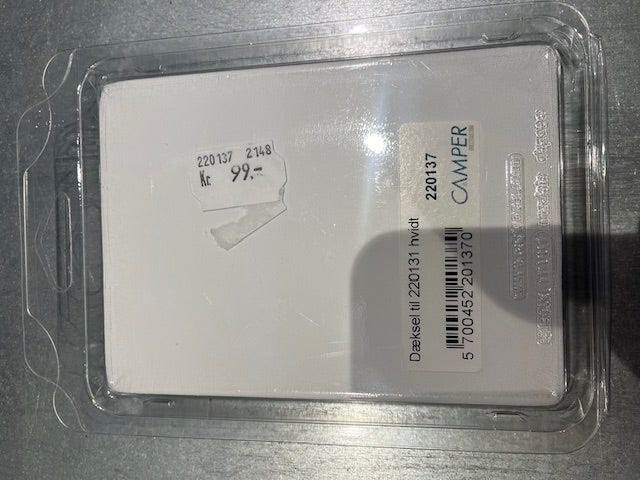 220137 2148
Kr 99.-
Dæksel til 220131 hvidt
220137
5 700452 201370
CAMPER